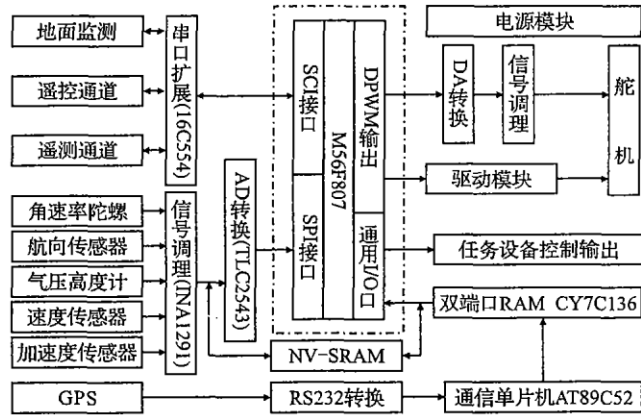 地面监测
遥控通道
遥测通道
串口扩展(16C554)
角速率陀螺
航向传感器
气压高度计
速度传感器
加速度传感器
信号调理(INA1291)
AD转换(TLC2543)
SCI接口
SPI接口
M56F807
DPWM输出
通用I/O口
电源模块
DA转换
信号调理
舵机
驱动模块
任务设备控制输出
双端口RAM CY7C136
NV-SRAM
GPS
RS232转换
通信单片机AT89C52